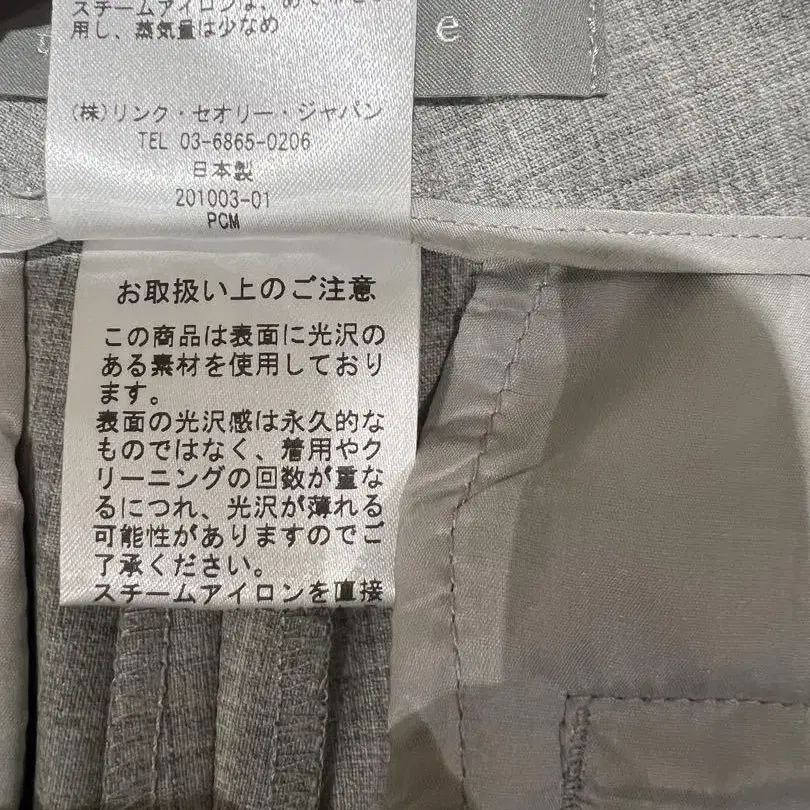 スチームアイロンは、あて布を
用し、蒸気量は少なめ
e
(株)リンク・セオリー・ジャパン
TEL 03-6865-0206
日本製
201003-01
PCM
お取扱い上のご注意
この商品は表面に光沢の
ある素材を使用しており
ます。
表面の光沢感は永久的な
ものではなく、着用やク
リーニングの回数が重な
るにつれ、光沢が薄れる
可能性がありますのでご
了承ください。
スチームアイロンを直接